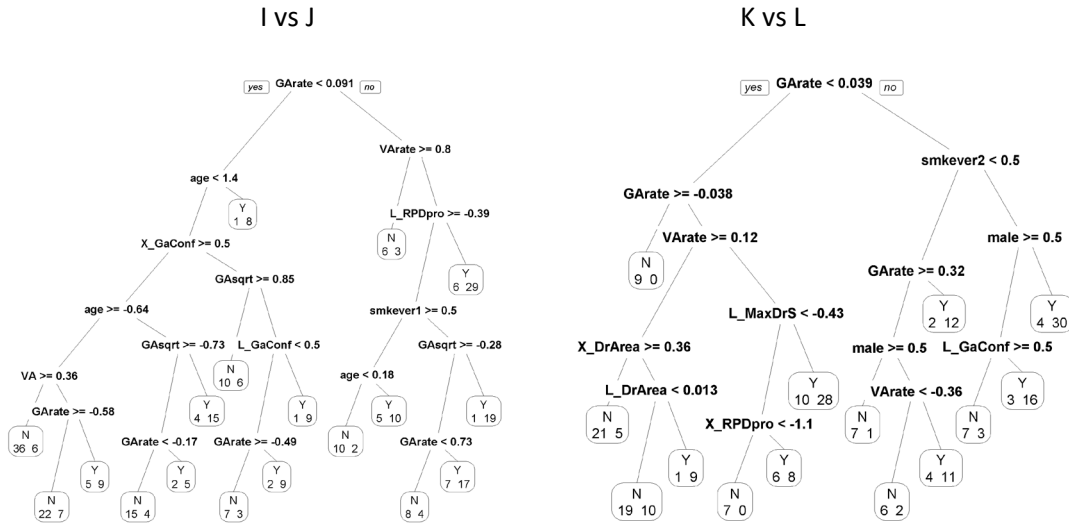 I vs J
yes GArate < 0.091 no
VArate >= 0.8
age < 1.4
Y
1 8
L_RPDpro >= -0.39
N
6 3
X_GaConf >= 0.5
GAsqrt >= 0.85
Y
6 29
age >= -0.64
smkever1 >= 0.5
GAsqrt >= -0.73
L_GaConf < 0.5
GAsqrt >= -0.28
N
10 6
VA >= 0.36
age < 0.18
GArate >= -0.58
Y
4 15
Y
1 9
Y
5 10
Y
1 19
N
36 6
GArate < -0.17
GArate >= -0.49
N
10 2
GArate < 0.73
Y
5 9
Y
2 5
Y
2 9
Y
7 17
N
22 7
N
15 4
N
7 3
N
8 4
K vs L
yes GArate < 0.039 no
smkever2 < 0.5
GArate >= -0.038
VArate >= 0.12
male >= 0.5
N
9 0
GArate >= 0.32
L_MaxDrS < -0.43
Y
2 12
Y
4 30
X_DrArea >= 0.36
male >= 0.5
L_GaConf >= 0.5
L_DrArea < 0.013
Y
10 28
VArate < -0.36
Y
3 16
N
21 5
X_RPDpro < -1.1
N
7 1
N
7 3
Y
1 9
Y
6 8
Y
4 11
N
19 10
N
7 0
N
6 2